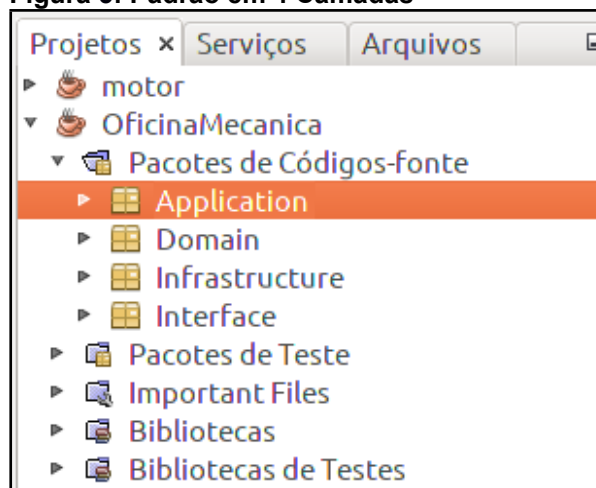 Projetos × Serviços Arquivos
motor
OficinaMecanica
Pacotes de Códigos-fonte
Application
Domain
Infrastructure
Interface
Pacotes de Teste
Important Files
Bibliotecas
Bibliotecas de Testes